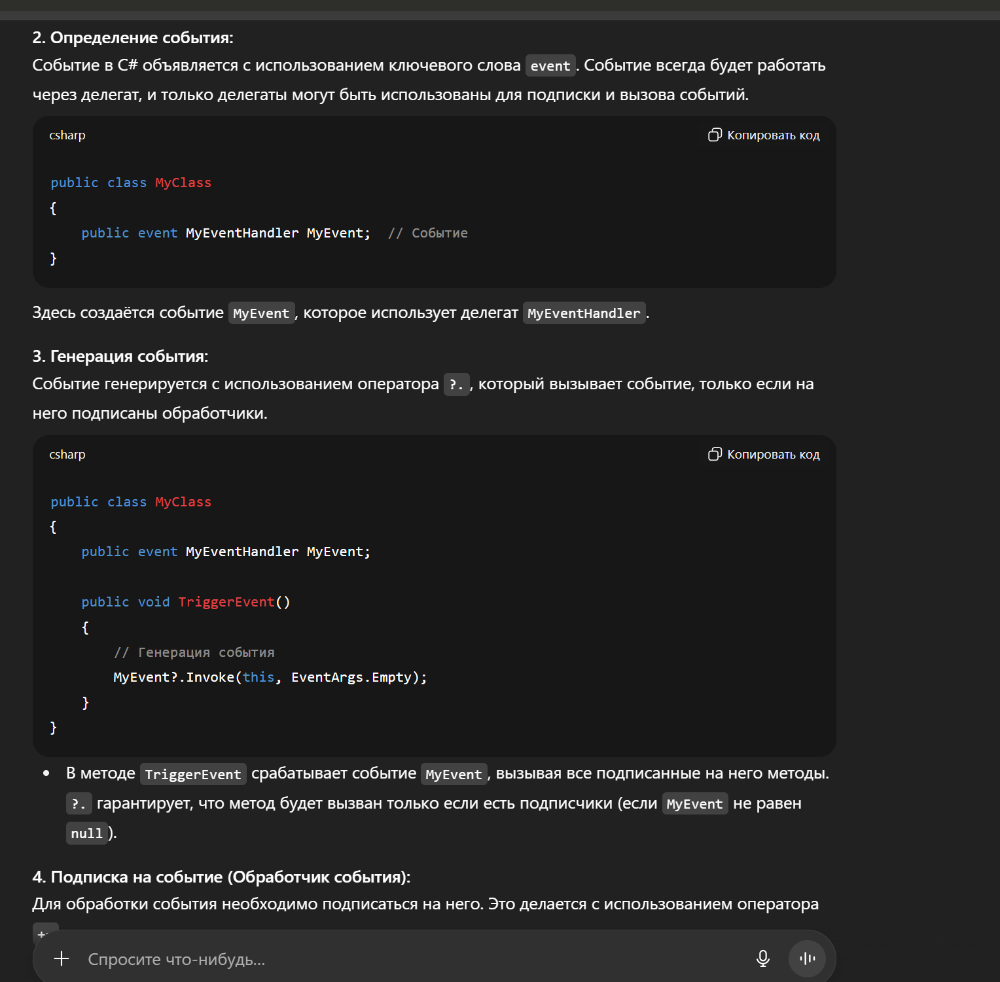 2. Определение события:
Событие в C# объявляется с использованием ключевого слова event. Событие всегда будет работать
через делегат, и только делегаты могут быть использованы для подписки и вызова событий.
csharp
Копировать код
public class MyClass
{
    public event MyEventHandler MyEvent;  // Событие
}
Здесь создаётся событие MyEvent, которое использует делегат MyEventHandler.
3. Генерация события:
Событие генерируется с использованием оператора ?., который вызывает событие, только если на
него подписаны обработчики.
csharp
Копировать код
public class MyClass
{
    public event MyEventHandler MyEvent;
    public void TriggerEvent()
    {
        // Генерация события
        MyEvent?.Invoke(this, EventArgs.Empty);
    }
}
• В методе TriggerEvent срабатывает событие MyEvent, вызывая все подписанные на него методы.
?. гарантирует, что метод будет вызван только если есть подписчики (если MyEvent не равен
null).
4. Подписка на событие (Обработчик события):
Для обработки события необходимо подписаться на него. Это делается с использованием оператора
Спросите что-нибудь...